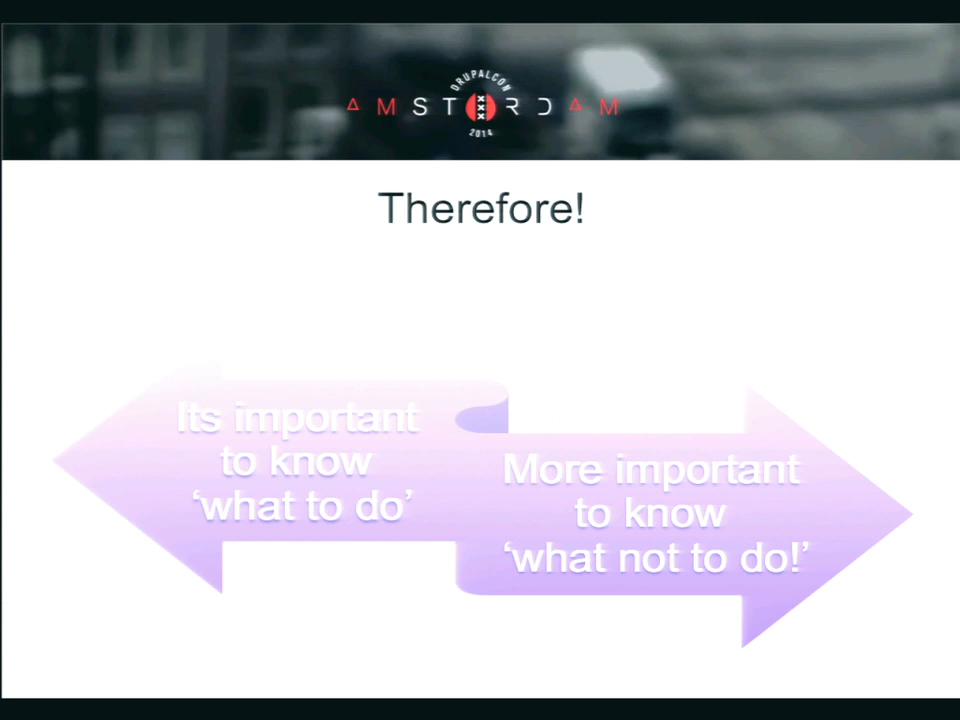 DRUPALCON
AMSTERDAM
2014
Therefore!
Its important
to know
‘what to do’
More important
to know
‘what not to do!’